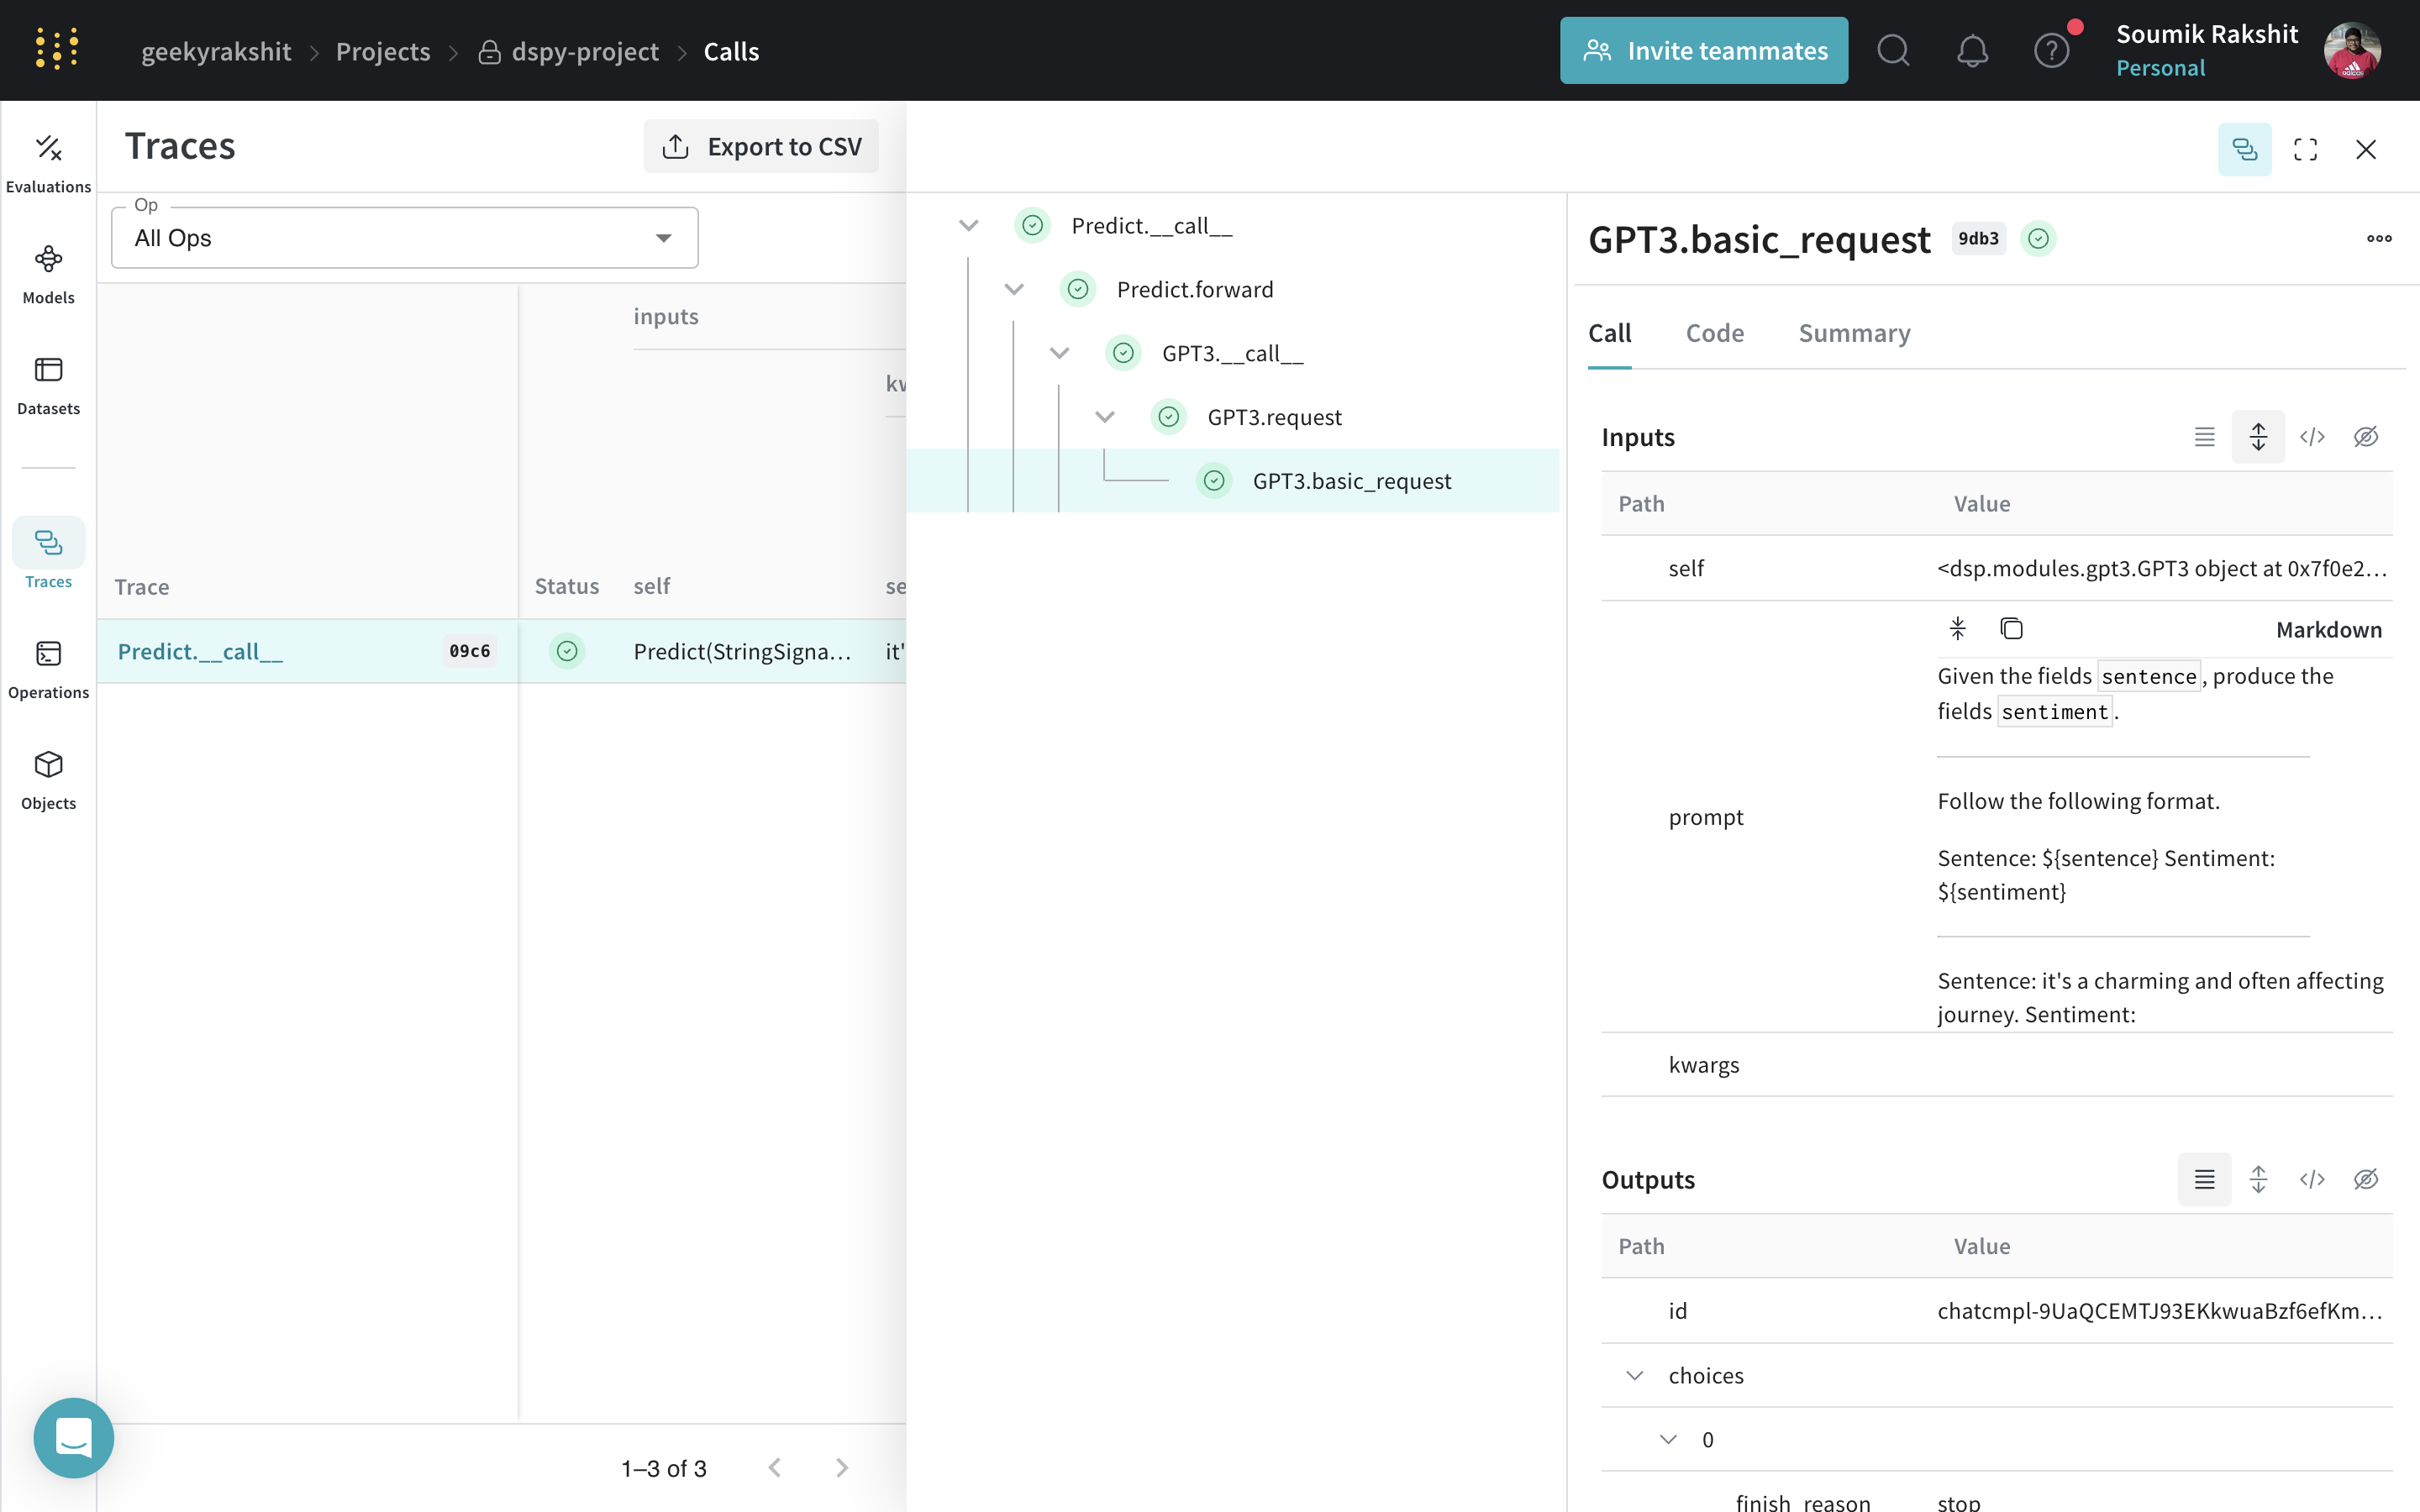 geekyrakshit > Projects > dspy-project > Calls
Invite teammates
?
Soumik Rakshit
Personal
Evaluations
Models
Datasets
Traces
Operations
Objects
Traces
Export to CSV
Op
All Ops
inputs
kw
Trace
Status
self
se
Predict.__call__
09c6
Predict(StringSigna...
it'
1–3 of 3
Predict.__call__
Predict.forward
GPT3.__call__
GPT3.request
GPT3.basic_request
GPT3.basic_request
9db3
Call
Code
Summary
Inputs
Path
Value
self
<dsp.modules.gpt3.GPT3 object at 0x7f0e2...
prompt
Markdown
Given the fields sentence, produce the
fields sentiment.
Follow the following format.
Sentence: ${sentence} Sentiment:
${sentiment}
Sentence: it's a charming and often affecting
journey. Sentiment:
kwargs
Outputs
Path
Value
id
chatcmpl-9UaQCEMTJ93EKkwuaBzf6efKm...
choices
0
finish_reason
stop